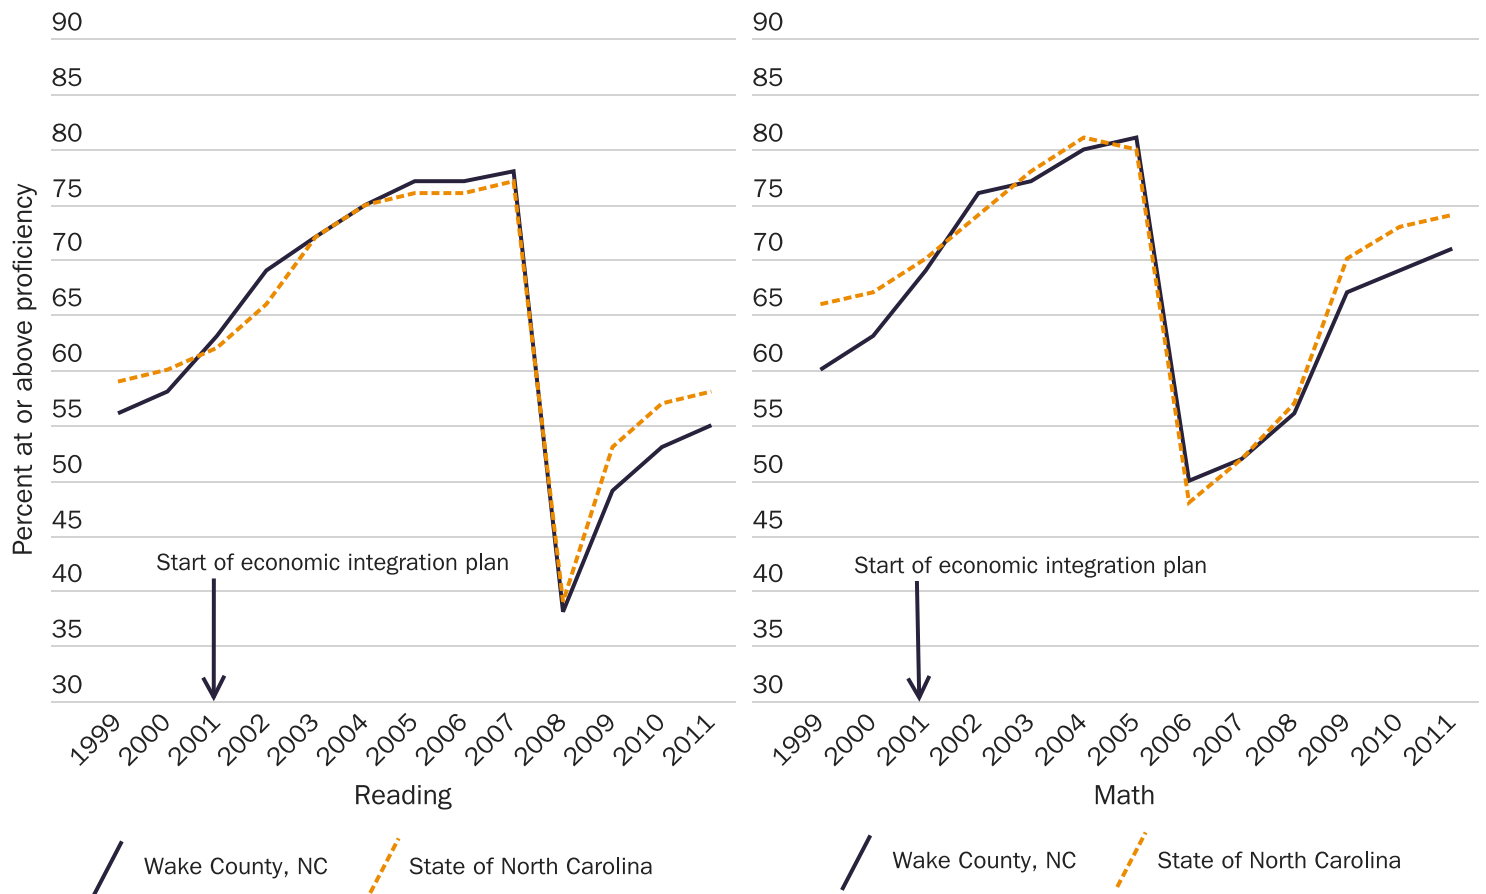 Percent at or above proficiency
90
85
80
75
70
65
60
55
50
45
40
35
30
Start of economic integration plan
1999 2000 2001 2002 2003 2004 2005 2006 2007 2008 2009 2010 2011
Reading
Wake County, NC State of North Carolina
90
85
80
75
70
65
60
55
50
45
40
35
30
Start of economic integration plan
1999 2000 2001 2002 2003 2004 2005 2006 2007 2008 2009 2010 2011
Math
Wake County, NC State of North Carolina